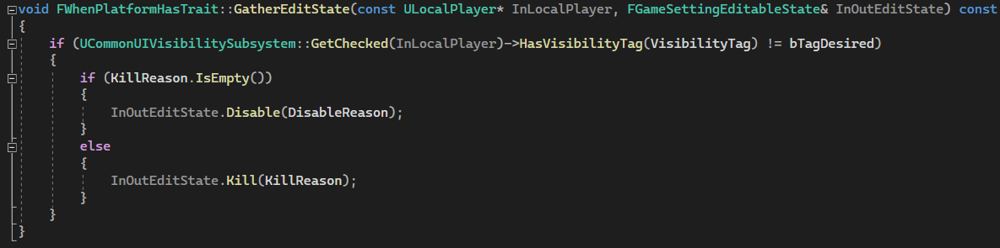 void FWhenPlatformHasTrait::GatherEditState(const ULocalPlayer* InLocalPlayer, FGameSettingEditableState& InOutEditState) const
{
    if (UCommonUIVisibilitySubsystem::GetChecked(InLocalPlayer)->HasVisibilityTag(VisibilityTag) != bTagDesired)
    {
        if (KillReason.IsEmpty())
        {
            InOutEditState.Disable(DisableReason);
        }
        else
        {
            InOutEditState.Kill(KillReason);
        }
    }
}